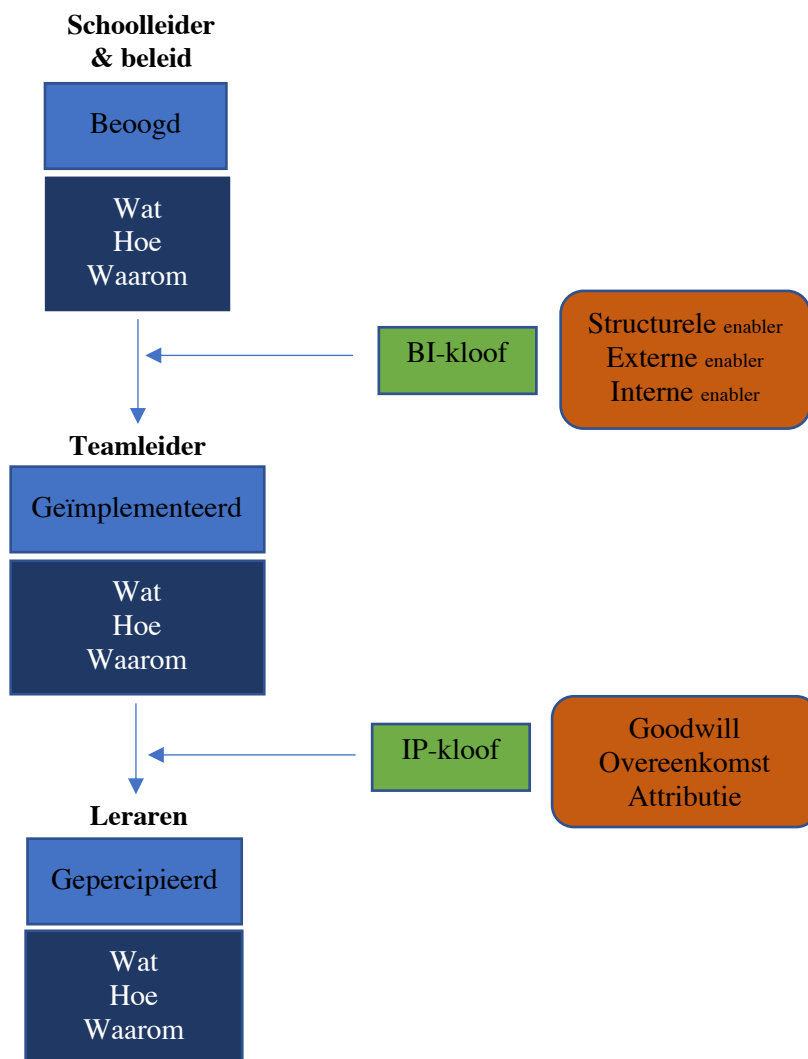 Schoolleider
& beleid
Beoogd
Wat
Hoe
Waarom
BI-kloof
Structurele enabler
Externe enabler
Interne enabler
Teamleider
Geïmplementeerd
Wat
Hoe
Waarom
IP-kloof
Goodwill
Overeenkomst
Attributie
Leraren
Gepercipieerd
Wat
Hoe
Waarom